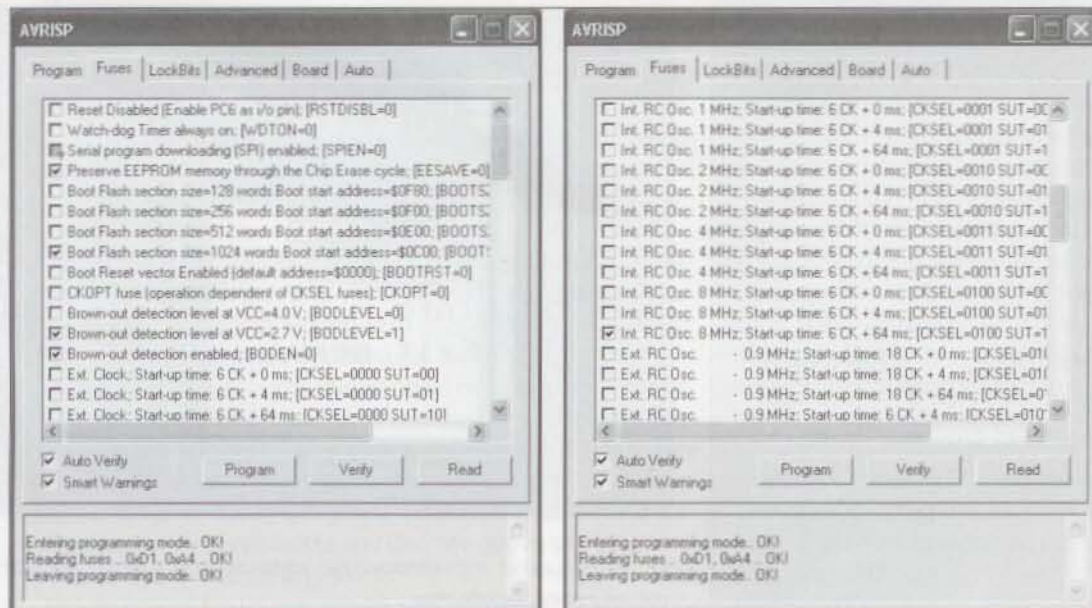 AVRISP
Program Fuses LockBits Advanced Board Auto
Reset Disabled (Enable PC6 as i/o pin); [RSTDISBL=0]
Watch-dog Timer always on; [WDTON=0]
Serial program downloading (SPI) enabled; [SPIEN=0]
Preserve EEPROM memory through the Chip Erase cycle; [EESAVE=0]
Boot Flash section size=128 words Boot start address=$0F80; [BOOTS
Boot Flash section size=256 words Boot start address=$0F00; [BOOTS
Boot Flash section size=512 words Boot start address=$0E00; [BOOTS
Boot Flash section size=1024 words Boot start address=$0C00; [BOOTS
Boot Reset vector Enabled (default address=$0000); [BOOTRST=0]
CKOPT fuse (operation dependent of CKSEL fuses); [CKOPT=0]
Brown-out detection level at VCC=4.0 V; [BODLEVEL=0]
Brown-out detection level at VCC=2.7 V; [BODLEVEL=1]
Brown-out detection enabled; [BODEN=0]
Ext. Clock; Start-up time: 6 CK + 0 ms; [CKSEL=0000 SUT=00]
Ext. Clock; Start-up time: 6 CK + 4 ms; [CKSEL=0000 SUT=01]
Ext. Clock; Start-up time: 6 CK + 64 ms; [CKSEL=0000 SUT=10]
Auto Verify
Smart Warnings
Program Verify Read
Entering programming mode.. OK!
Reading fuses .. 0xD1, 0xA4 .. OK!
Leaving programming mode.. OK!
AVRISP
Program Fuses LockBits Advanced Board Auto
Int. RC Osc. 1 MHz; Start-up time: 6 CK + 0 ms; [CKSEL=0001 SUT=0
Int. RC Osc. 1 MHz; Start-up time: 6 CK + 4 ms; [CKSEL=0001 SUT=01
Int. RC Osc. 1 MHz; Start-up time: 6 CK + 64 ms; [CKSEL=0001 SUT=1
Int. RC Osc. 2 MHz; Start-up time: 6 CK + 0 ms; [CKSEL=0010 SUT=0
Int. RC Osc. 2 MHz; Start-up time: 6 CK + 4 ms; [CKSEL=0010 SUT=01
Int. RC Osc. 2 MHz; Start-up time: 6 CK + 64 ms; [CKSEL=0010 SUT=1
Int. RC Osc. 4 MHz; Start-up time: 6 CK + 0 ms; [CKSEL=0011 SUT=0
Int. RC Osc. 4 MHz; Start-up time: 6 CK + 4 ms; [CKSEL=0011 SUT=01
Int. RC Osc. 4 MHz; Start-up time: 6 CK + 64 ms; [CKSEL=0011 SUT=1
Int. RC Osc. 8 MHz; Start-up time: 6 CK + 0 ms; [CKSEL=0100 SUT=0
Int. RC Osc. 8 MHz; Start-up time: 6 CK + 4 ms; [CKSEL=0100 SUT=01
Int. RC Osc. 8 MHz; Start-up time: 6 CK + 64 ms; [CKSEL=0100 SUT=1
Ext. RC Osc. - 0.9 MHz; Start-up time: 18 CK + 0 ms; [CKSEL=01
Ext. RC Osc. - 0.9 MHz; Start-up time: 18 CK + 4 ms; [CKSEL=01
Ext. RC Osc. - 0.9 MHz; Start-up time: 18 CK + 64 ms; [CKSEL=0
Ext. RC Osc. - 0.9 MHz; Start-up time: 6 CK + 4 ms; [CKSEL=010
Auto Verify
Smart Warnings
Program Verify Read
Entering programming mode.. OK!
Reading fuses .. 0xD1, 0xA4 .. OK!
Leaving programming mode.. OK!